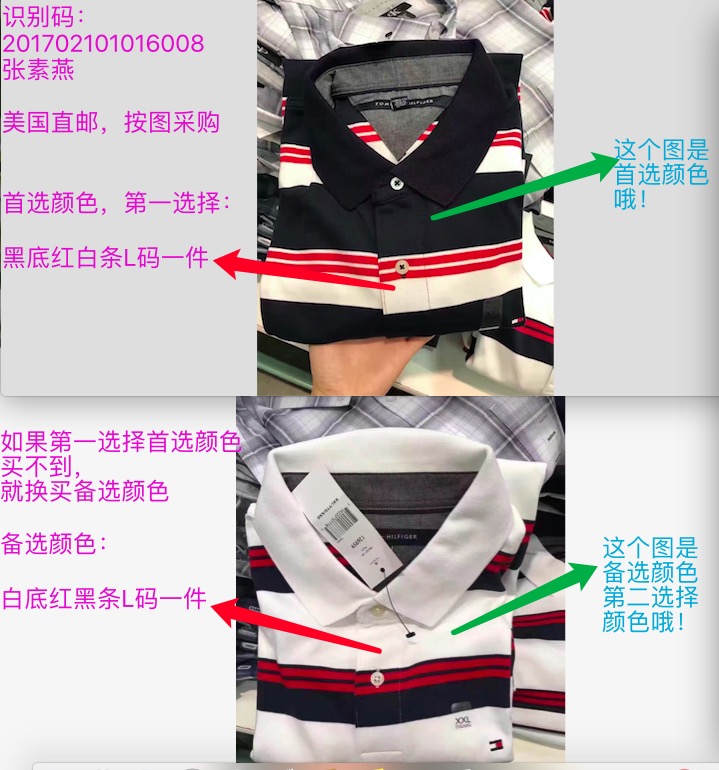 识别码：
201702101016008
张素燕
美国直邮，按图采购
首选颜色，第一选择：
黑底红白条L码一件
这个图是
首选颜色
哦！
如果第一选择首选颜色
买不到，
就换买备选颜色
备选颜色：
白底红黑条L码一件
这个图是
备选颜色
第二选择
颜色哦！
HILFIGER
XXL